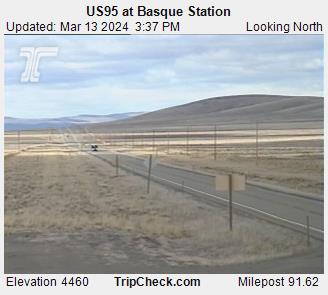 US95 at Basque Station
Updated: Mar 13 2024 3:37 PM Looking North
Elevation 4460 TripCheck.com Milepost 91.62